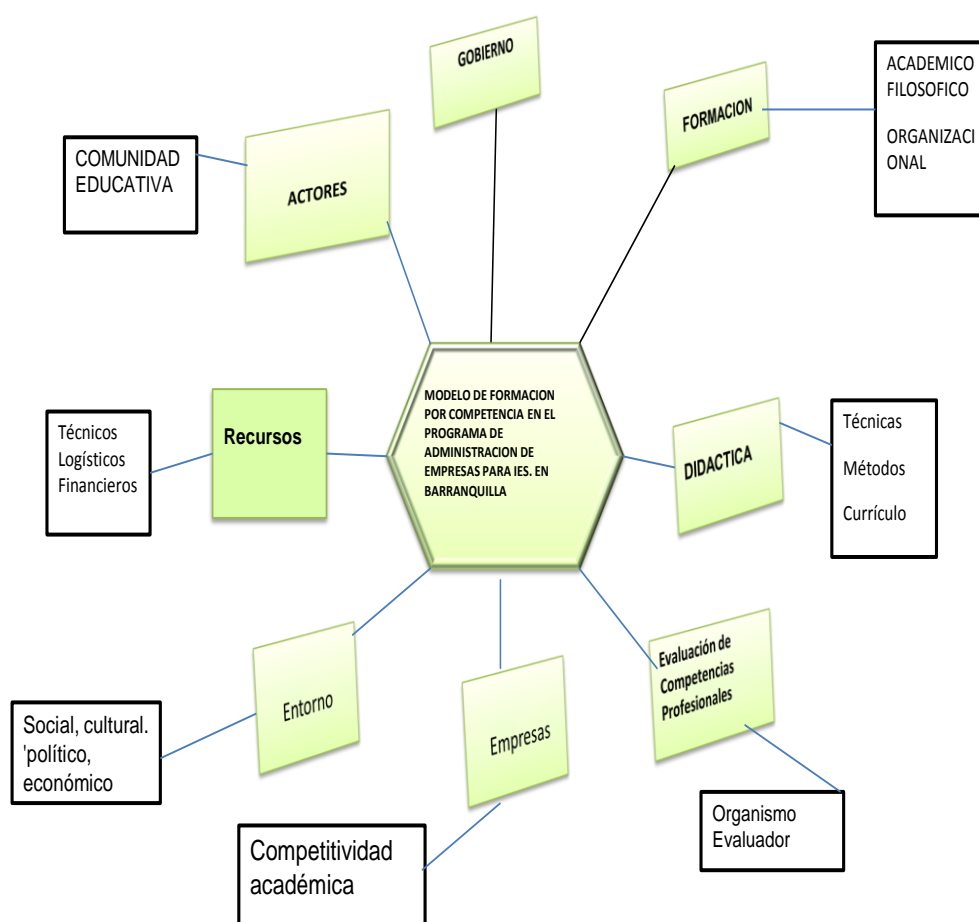 GOBIERNO
ACADEMICO
FILOSOFICO
ORGANIZACI
ONAL
FORMACION
COMUNIDAD
EDUCATIVA
ACTORES
MODELO DE FORMACION
POR COMPETENCIA EN EL
PROGRAMA DE
ADMINISTRACION DE
EMPRESAS PARA IES. EN
BARRANQUILLA
Técnicos
Logísticos
Financieros
Recursos
DIDACTICA
Técnicas
Métodos
Currículo
Entorno
Social, cultural.
'político,
económico
Empresas
Competitividad
académica
Evaluación de
Competencias
Profesionales
Organismo
Evaluador